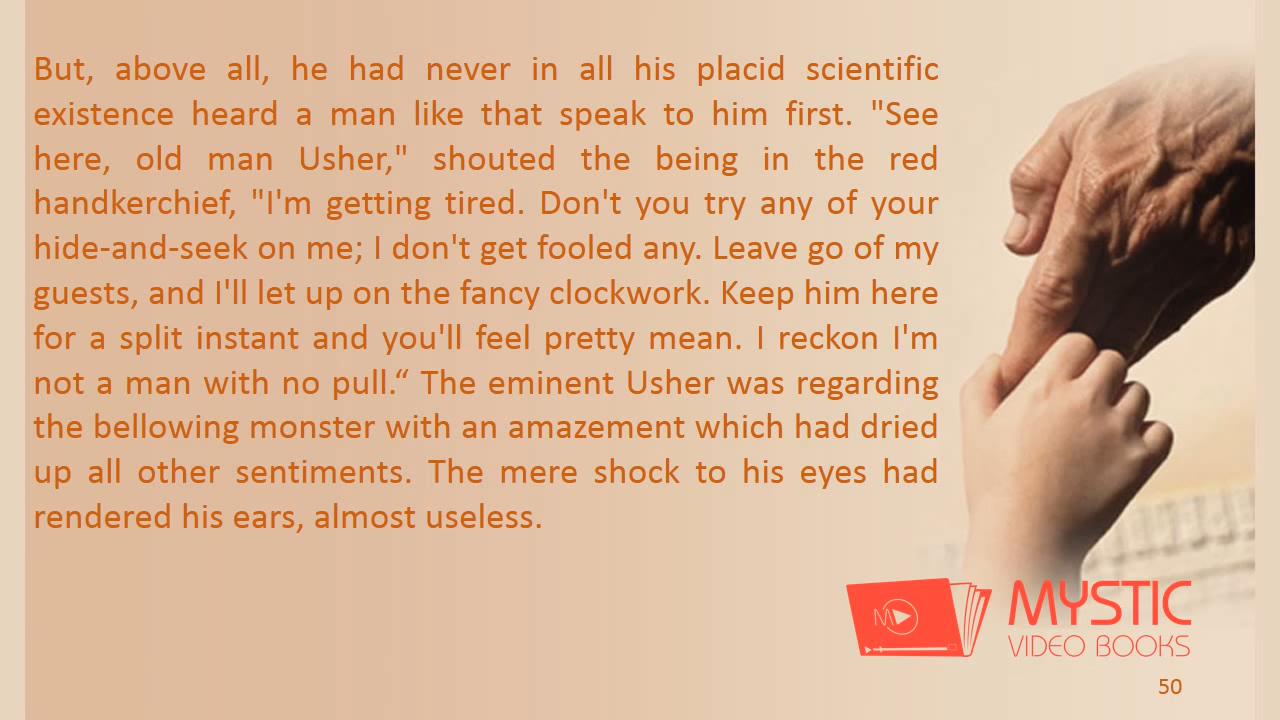 But, above all, he had never in all his placid scientific
existence heard a man like that speak to him first. "See
here, old man Usher," shouted the being in the red
handkerchief, "I'm getting tired. Don't you try any of your
hide-and-seek on me; I don't get fooled any. Leave go of my
guests, and I'll let up on the fancy clockwork. Keep him here
for a split instant and you'll feel pretty mean. I reckon I'm
not a man with no pull.“ The eminent Usher was regarding
the bellowing monster with an amazement which had dried
up all other sentiments. The mere shock to his eyes had
rendered his ears, almost useless.
M
MYSTIC
VIDEO BOOKS
50